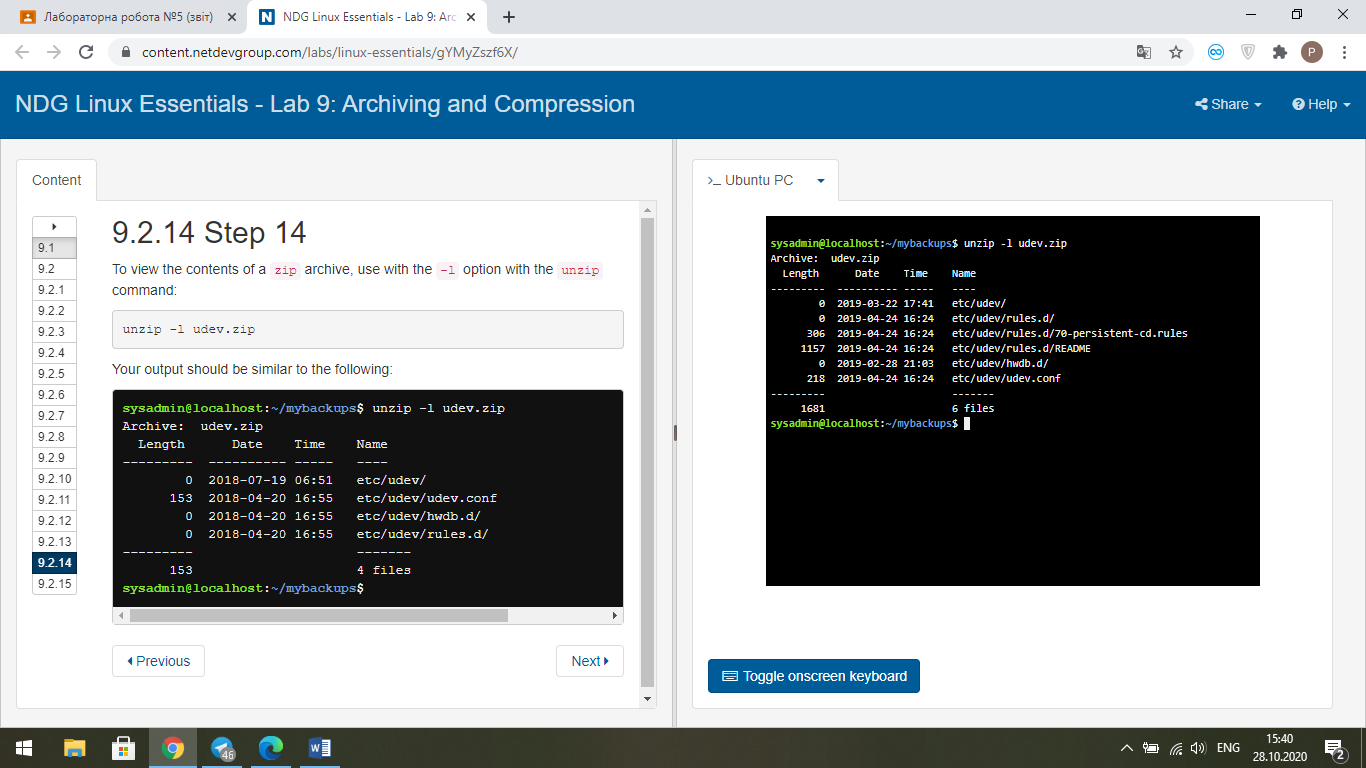 Лабораторна робота №5 (звіт)
NDG Linux Essentials - Lab 9: Arc
content.netdevgroup.com/labs/linux-essentials/gYMyZszf6X/
P
NDG Linux Essentials - Lab 9: Archiving and Compression
Share
Help
Content
9.1
9.2
9.2.1
9.2.2
9.2.3
9.2.4
9.2.5
9.2.6
9.2.7
9.2.8
9.2.9
9.2.10
9.2.11
9.2.12
9.2.13
9.2.14
9.2.15
9.2.14 Step 14
To view the contents of a zip archive, use with the -l option with the unzip
command:
unzip -l udev.zip
Your output should be similar to the following:
sysadmin@localhost:~/mybackups$ unzip -l udev.zip
Archive:  udev.zip
  Length      Date    Time    Name
---------  ---------- -----   ----
        0  2018-07-19 06:51   etc/udev/
      153  2018-04-20 16:55   etc/udev/udev.conf
        0  2018-04-20 16:55   etc/udev/hwdb.d/
        0  2018-04-20 16:55   etc/udev/rules.d/
---------                     -------
      153                     4 files
sysadmin@localhost:~/mybackups$
Previous
Next
>_ Ubuntu PC
sysadmin@localhost:~/mybackups$ unzip -l udev.zip
Archive:  udev.zip
  Length      Date    Time    Name
---------  ---------- -----   ----
        0  2019-03-22 17:41   etc/udev/
        0  2019-04-24 16:24   etc/udev/rules.d/
      306  2019-04-24 16:24   etc/udev/rules.d/70-persistent-cd.rules
     1157  2019-04-24 16:24   etc/udev/rules.d/README
        0  2019-02-28 21:03   etc/udev/hwdb.d/
      218  2019-04-24 16:24   etc/udev/udev.conf
---------                     -------
     1681                     6 files
sysadmin@localhost:~/mybackups$
Toggle onscreen keyboard
46
ENG
15:40
28.10.2020
2